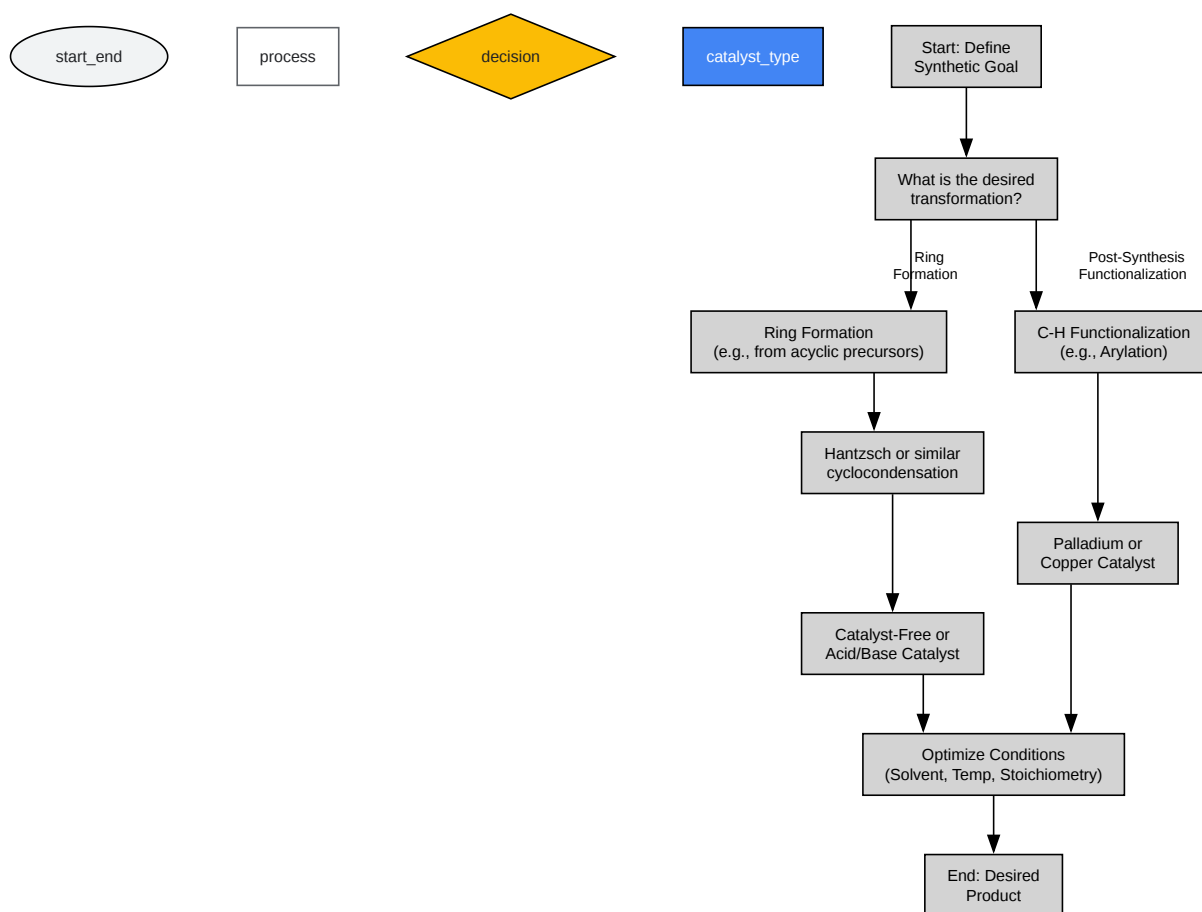 start_end
process
decision
catalyst_type
Start: Define
Synthetic Goal
What is the desired
transformation?
Ring
Formation
Post-Synthesis
Functionalization
Ring Formation
(e.g., from acyclic precursors)
C-H Functionalization
(e.g., Arylation)
Hantzsch or similar
cyclocondensation
Palladium or
Copper Catalyst
Catalyst-Free or
Acid/Base Catalyst
Optimize Conditions
(Solvent, Temp, Stoichiometry)
End: Desired
Product